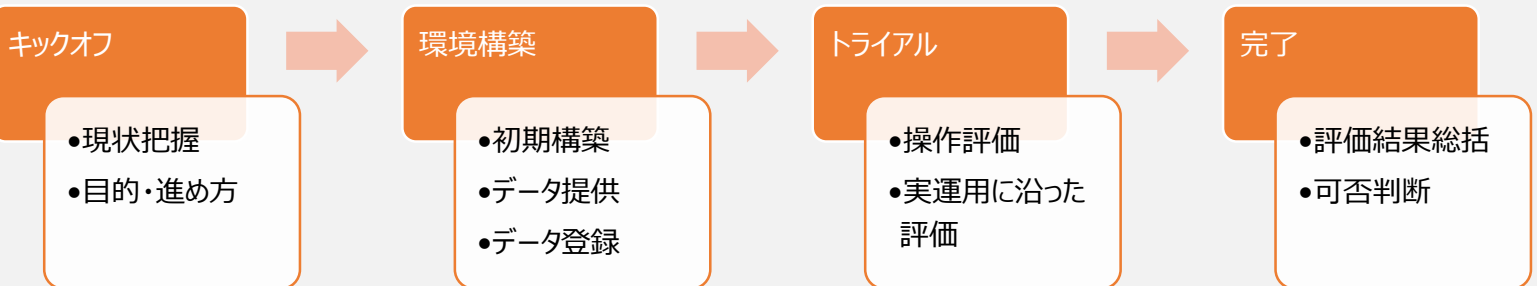 キックオフ
•現状把握
•目的・進め方
環境構築
•初期構築
•データ提供
•データ登録
トライアル
•操作評価
•実運用に沿った
評価
完了
•評価結果総括
•可否判断